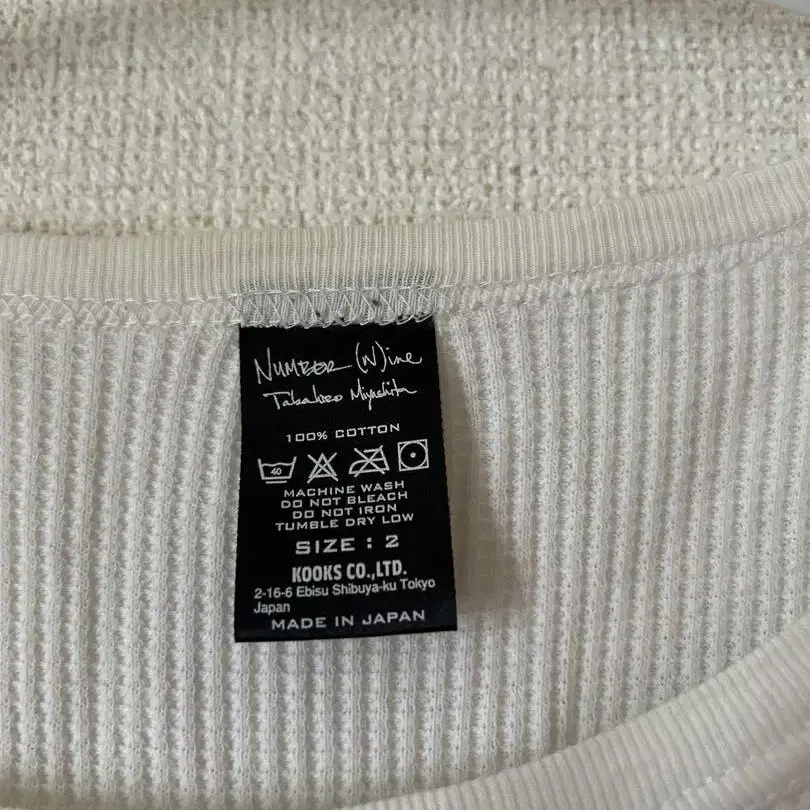 NUMBER (N)ine
Takahiro Miyashita
100% COTTON
40
MACHINE WASH
DO NOT BLEACH
DO NOT IRON
TUMBLE DRY LOW
SIZE : 2
KOOKS CO.,LTD.
2-16-6 Ebisu Shibuya-ku Tokyo
Japan
MADE IN JAPAN